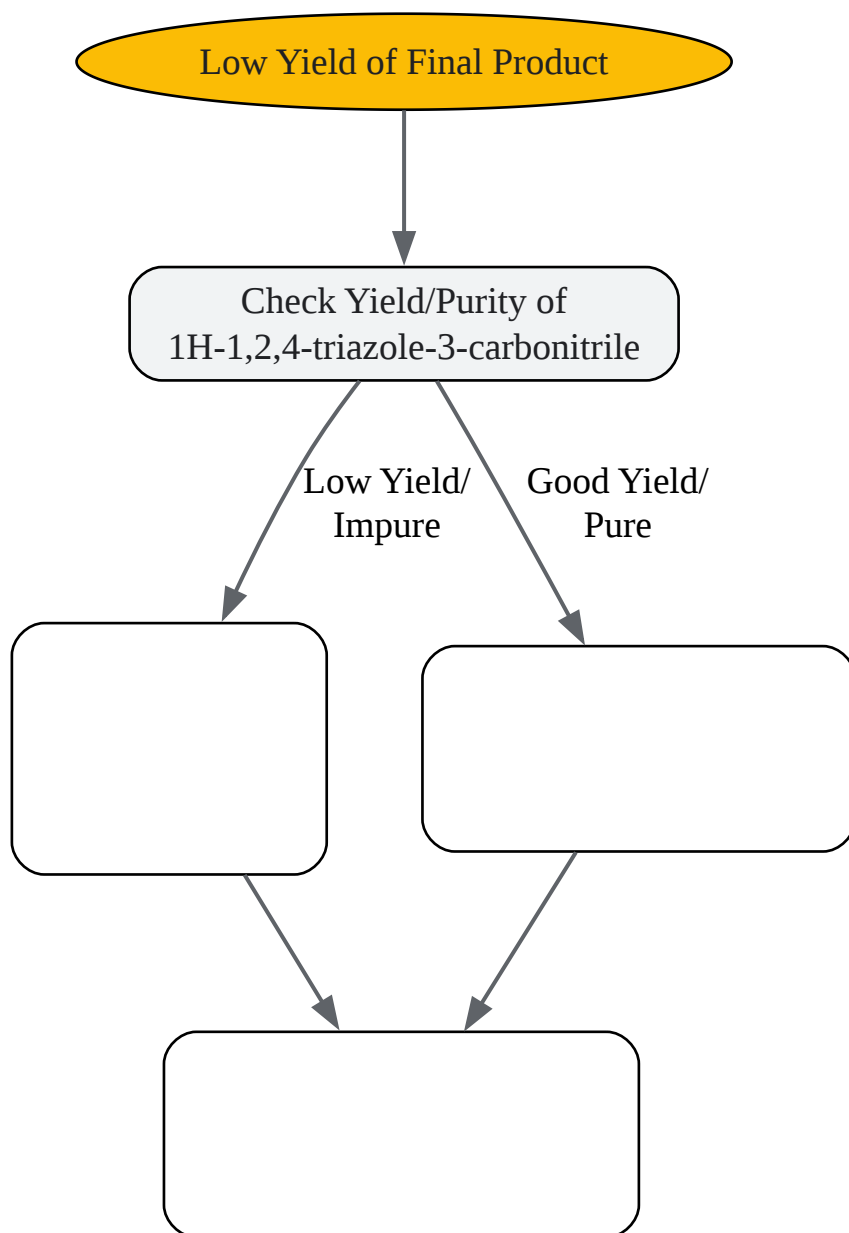 Low Yield of Final Product
Check Yield/Purity of
1H-1,2,4-triazole-3-carbonitrile
Low Yield/
Impure
Good Yield/
Pure